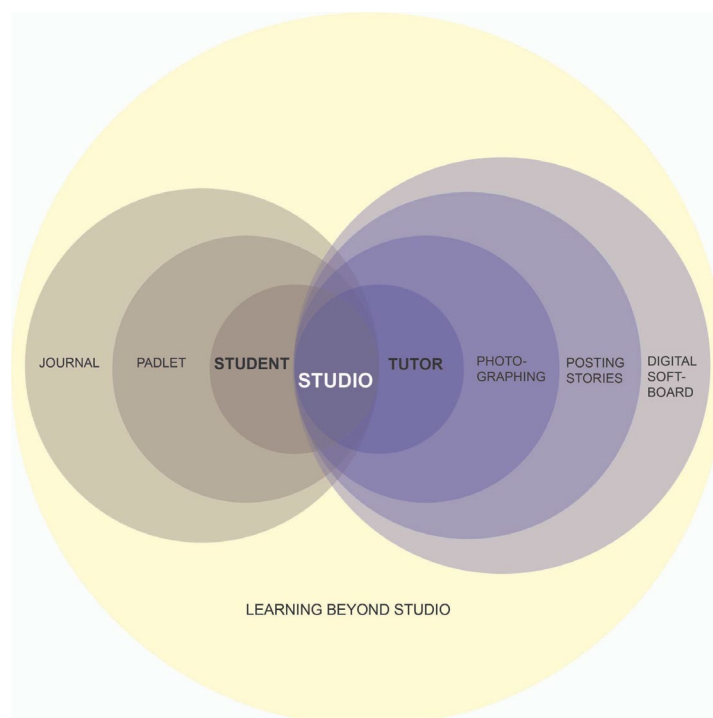 JOURNAL
PADLET
STUDENT
STUDIO
TUTOR
PHOTO-
GRAPHING
POSTING
STORIES
DIGITAL
SOFT-
BOARD
LEARNING BEYOND STUDIO